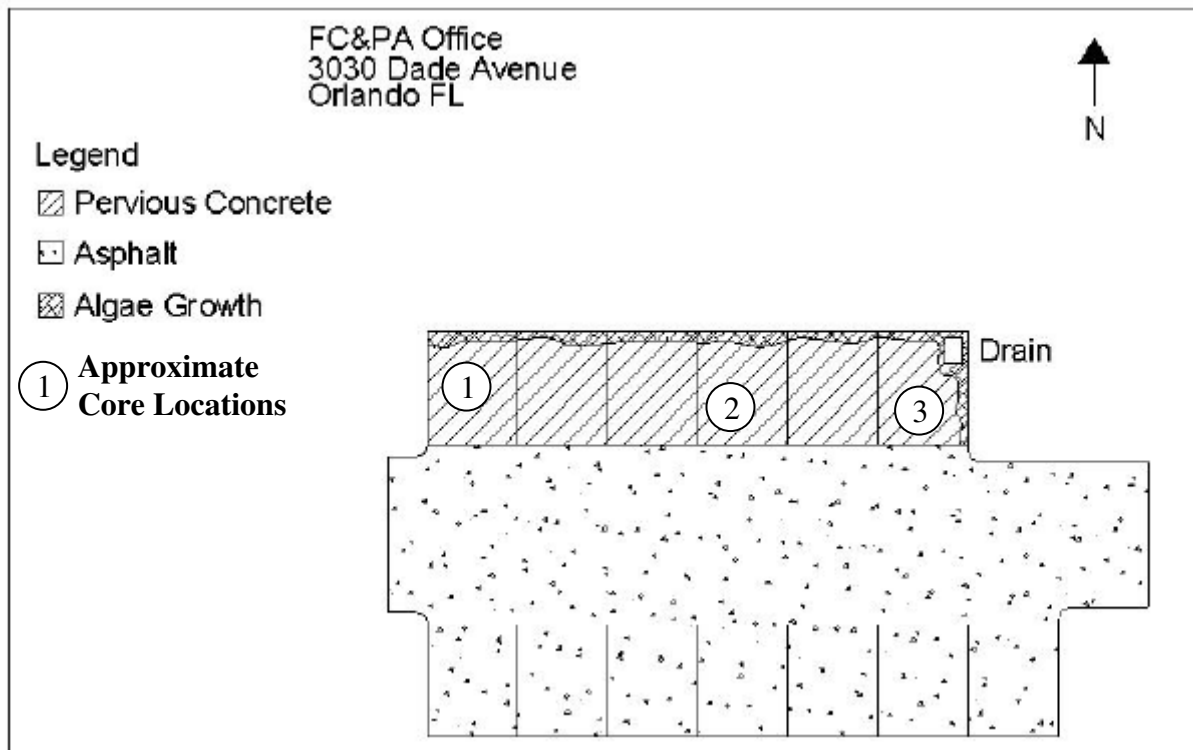 FC&PA Office
3030 Dade Avenue
Orlando FL
N
Legend
Pervious Concrete
Asphalt
Algae Growth
1 Approximate
Core Locations
Drain
1
2
3